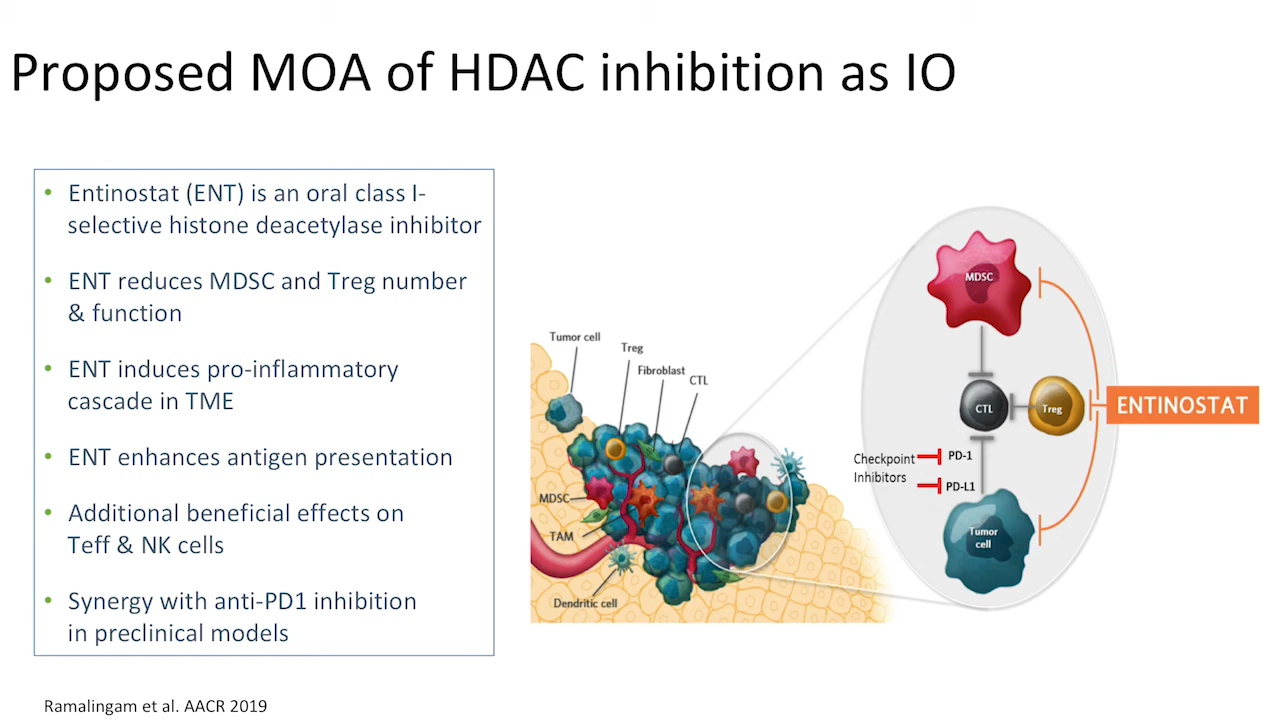 Proposed MOA of HDAC inhibition as IO
• Entinostat (ENT) is an oral class I-
selective histone deacetylase inhibitor
• ENT reduces MDSC and Treg number
& function
• ENT induces pro-inflammatory
cascade in TME
• ENT enhances antigen presentation
• Additional beneficial effects on
Teff & NK cells
• Synergy with anti-PD1 inhibition
in preclinical models
Tumor cell
Treg
Fibroblast
CTL
MDSC
TAM
Dendritic cell
MDSC
CTL
Treg
ENTINOSTAT
Checkpoint
Inhibitors
PD-1
PD-L1
Tumor
cell
Ramalingam et al. AACR 2019